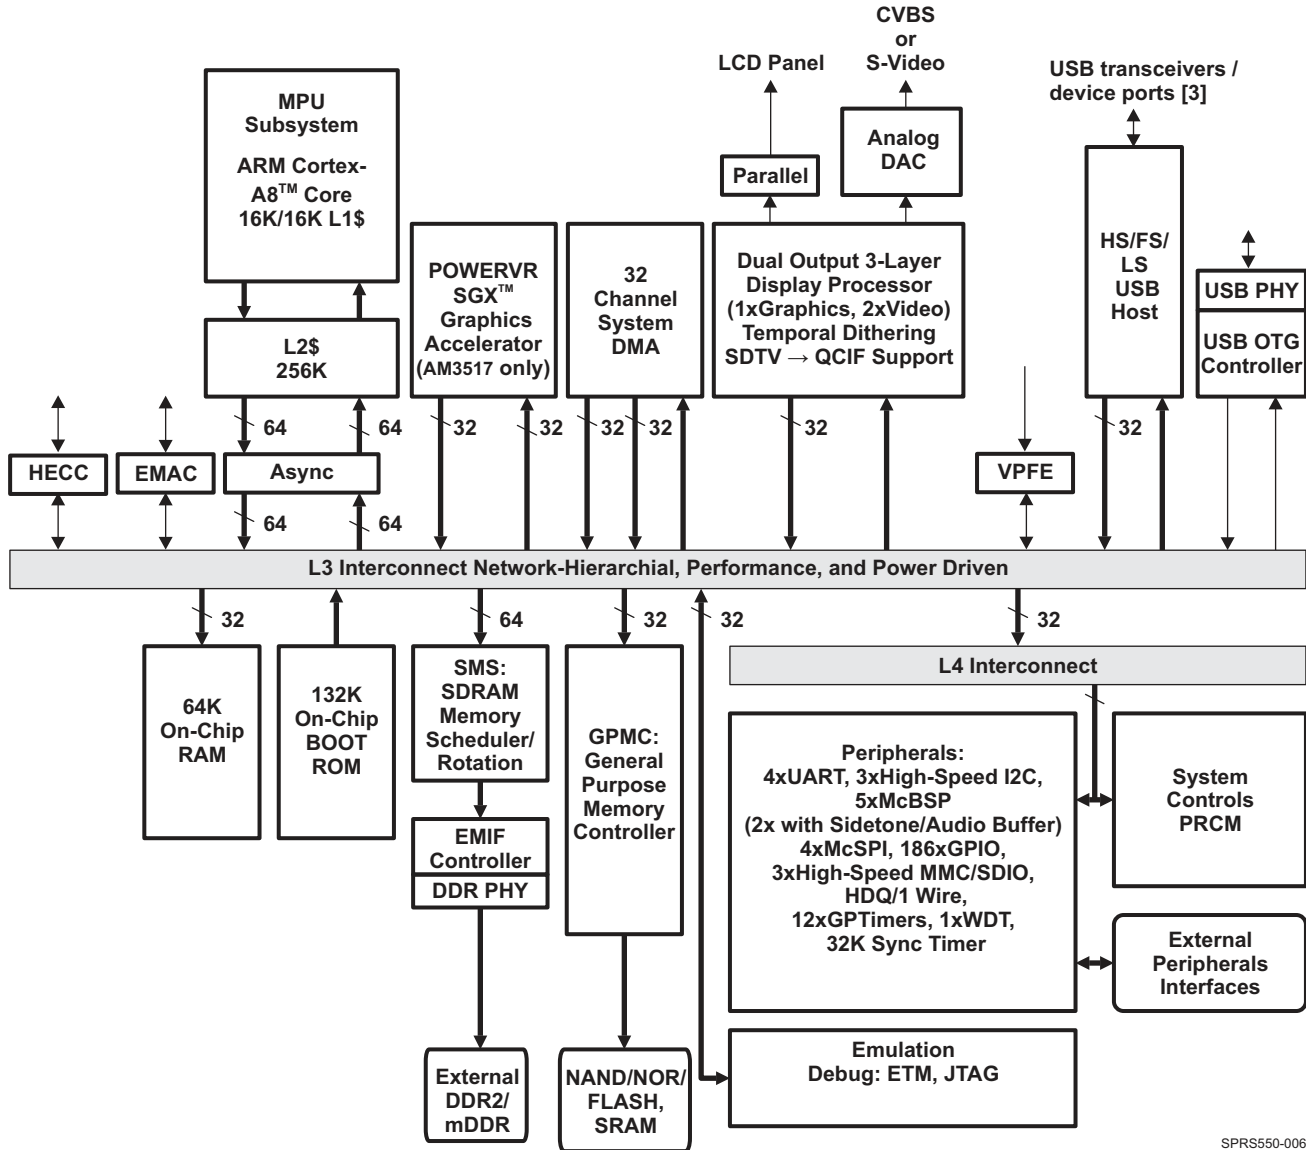 CVBS
or
S-Video
LCD Panel
USB transceivers /
device ports [3]
MPU
Subsystem
ARM Cortex-
A8™ Core
16K/16K L1$
Parallel
Analog
DAC
L2$
256K
POWERVR
SGX™
Graphics
Accelerator
(AM3517 only)
32
Channel
System
DMA
Dual Output 3-Layer
Display Processor
(1xGraphics, 2xVideo)
Temporal Dithering
SDTV → QCIF Support
HS/FS/
LS
USB
Host
USB PHY
USB OTG
Controller
64
64
32
32
32
32
32
32
HECC
EMAC
Async
VPFE
64
64
L3 Interconnect Network-Hierarchial, Performance, and Power Driven
32
64
32
32
32
64K
On-Chip
RAM
132K
On-Chip
BOOT
ROM
SMS:
SDRAM
Memory
Scheduler/
Rotation
EMIF
Controller
DDR PHY
GPMC:
General
Purpose
Memory
Controller
L4 Interconnect
Peripherals:
4xUART, 3xHigh-Speed I2C,
5xMcBSP
(2x with Sidetone/Audio Buffer)
4xMcSPI, 186xGPIO,
3xHigh-Speed MMC/SDIO,
HDQ/1 Wire,
12xGPTimers, 1xWDT,
32K Sync Timer
System
Controls
PRCM
External
Peripherals
Interfaces
Emulation
Debug: ETM, JTAG
External
DDR2/
mDDR
NAND/NOR/
FLASH,
SRAM
SPRS550-006